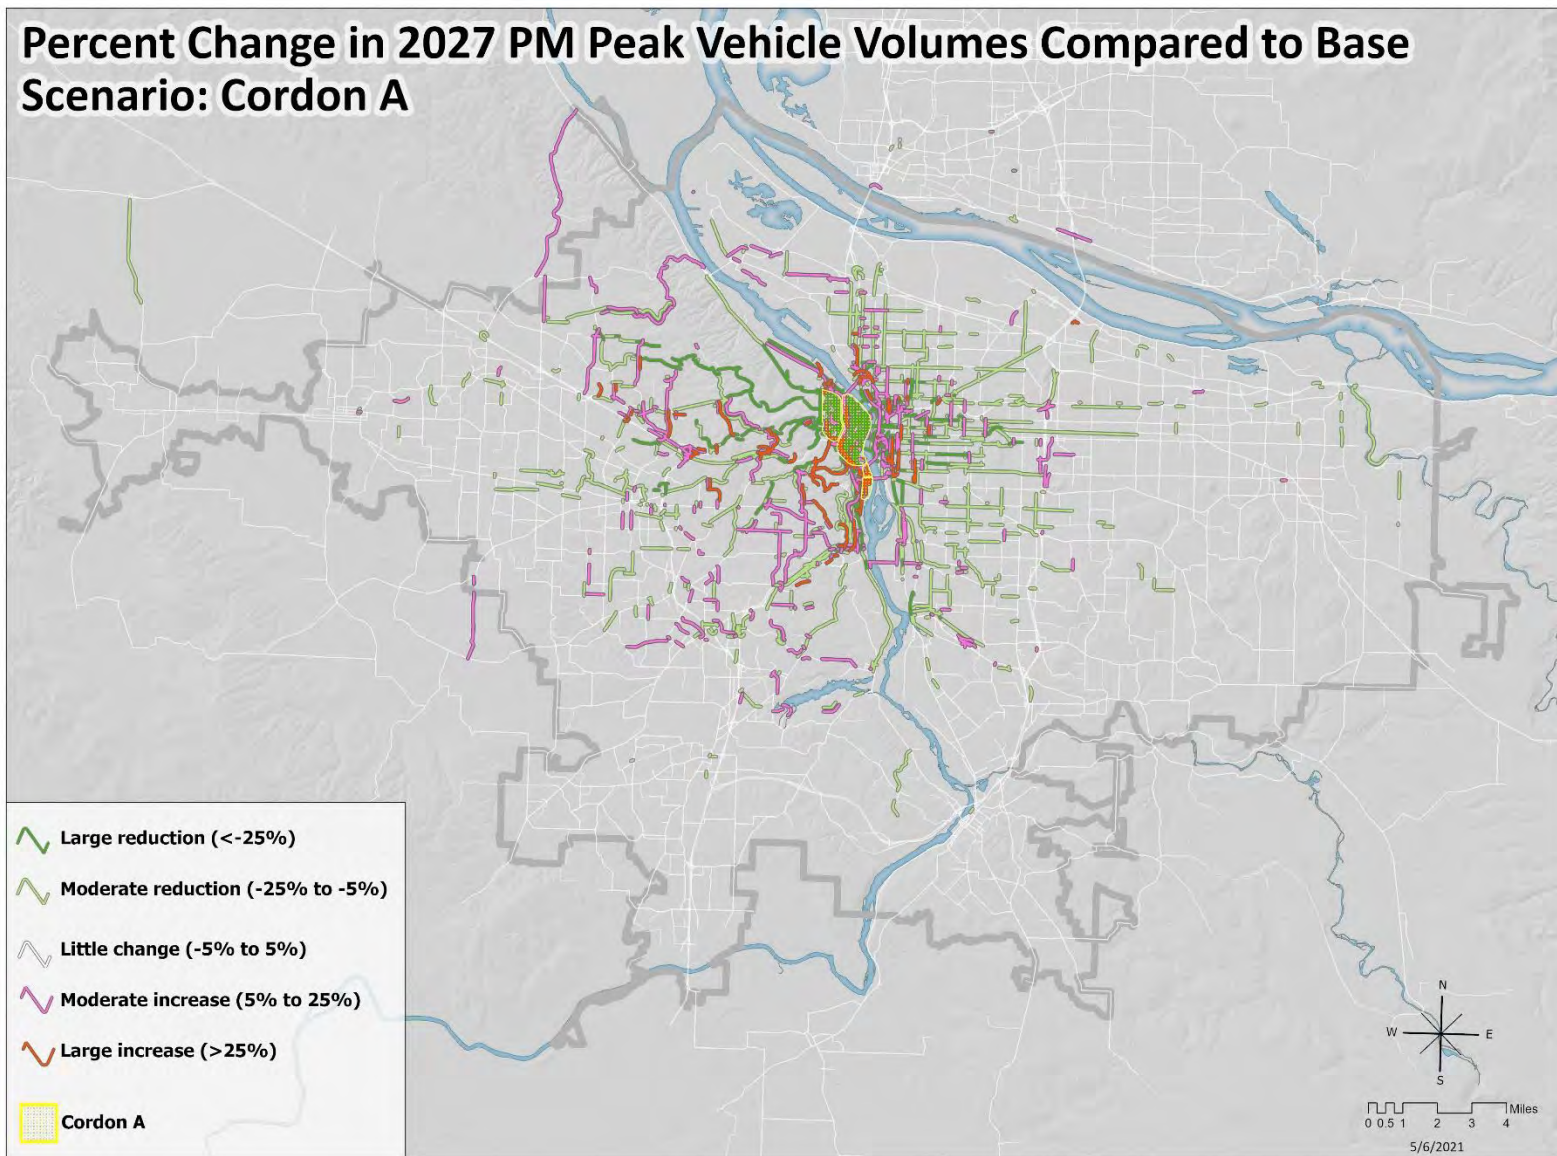 Percent Change in 2027 PM Peak Vehicle Volumes Compared to Base
Scenario: Cordon A
Large reduction (<-25%)
Moderate reduction (-25% to -5%)
Little change (-5% to 5%)
Moderate increase (5% to 25%)
Large increase (>25%)
Cordon A
N
W E
S
Miles
0 0.5 1 2 3 4
5/6/2021